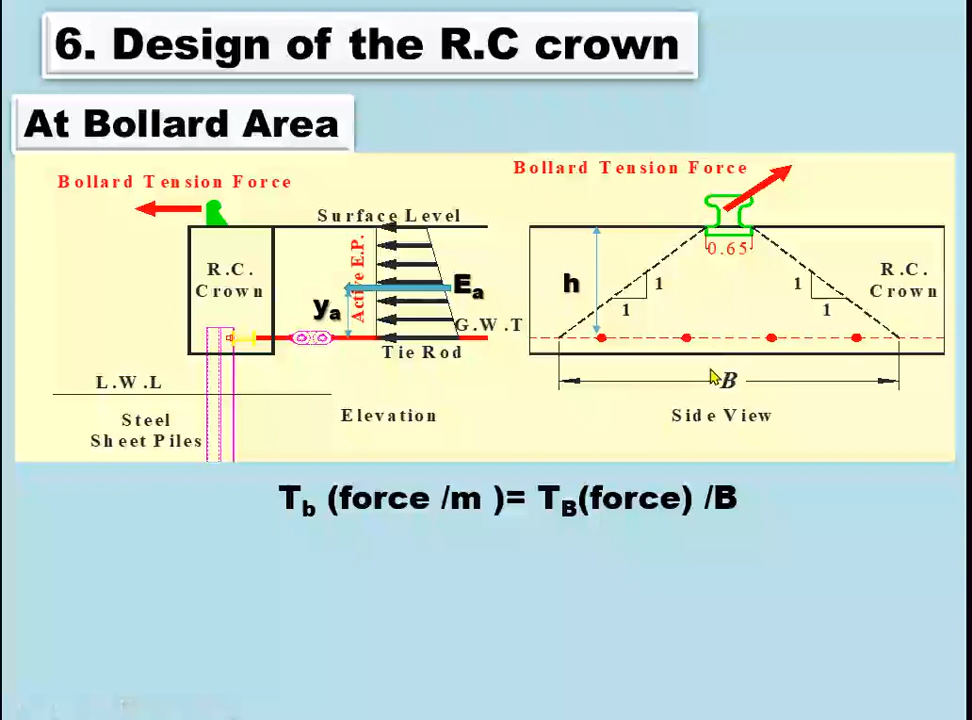 6. Design of the R.C crown
At Bollard Area
Bollard Tension Force
Surface Level
R.C.
Crown
Active E.P.
Ea
ya
G.W.T
Tie Rod
L.W.L
Steel
Sheet Piles
Elevation
Bollard Tension Force
0.65
h
1
1
1
1
R.C.
Crown
B
Side View
Tb (force /m )= TB(force) /B